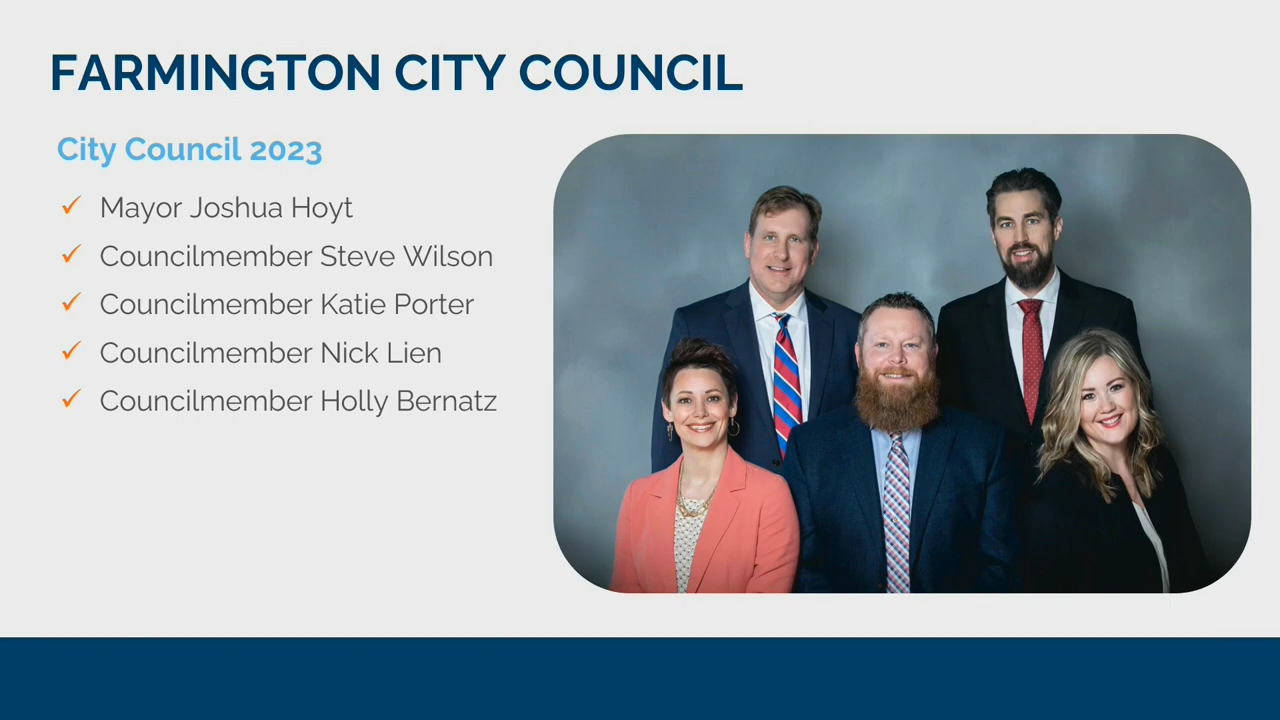 FARMINGTON CITY COUNCIL
City Council 2023
Mayor Joshua Hoyt
Councilmember Steve Wilson
Councilmember Katie Porter
Councilmember Nick Lien
Councilmember Holly Bernatz